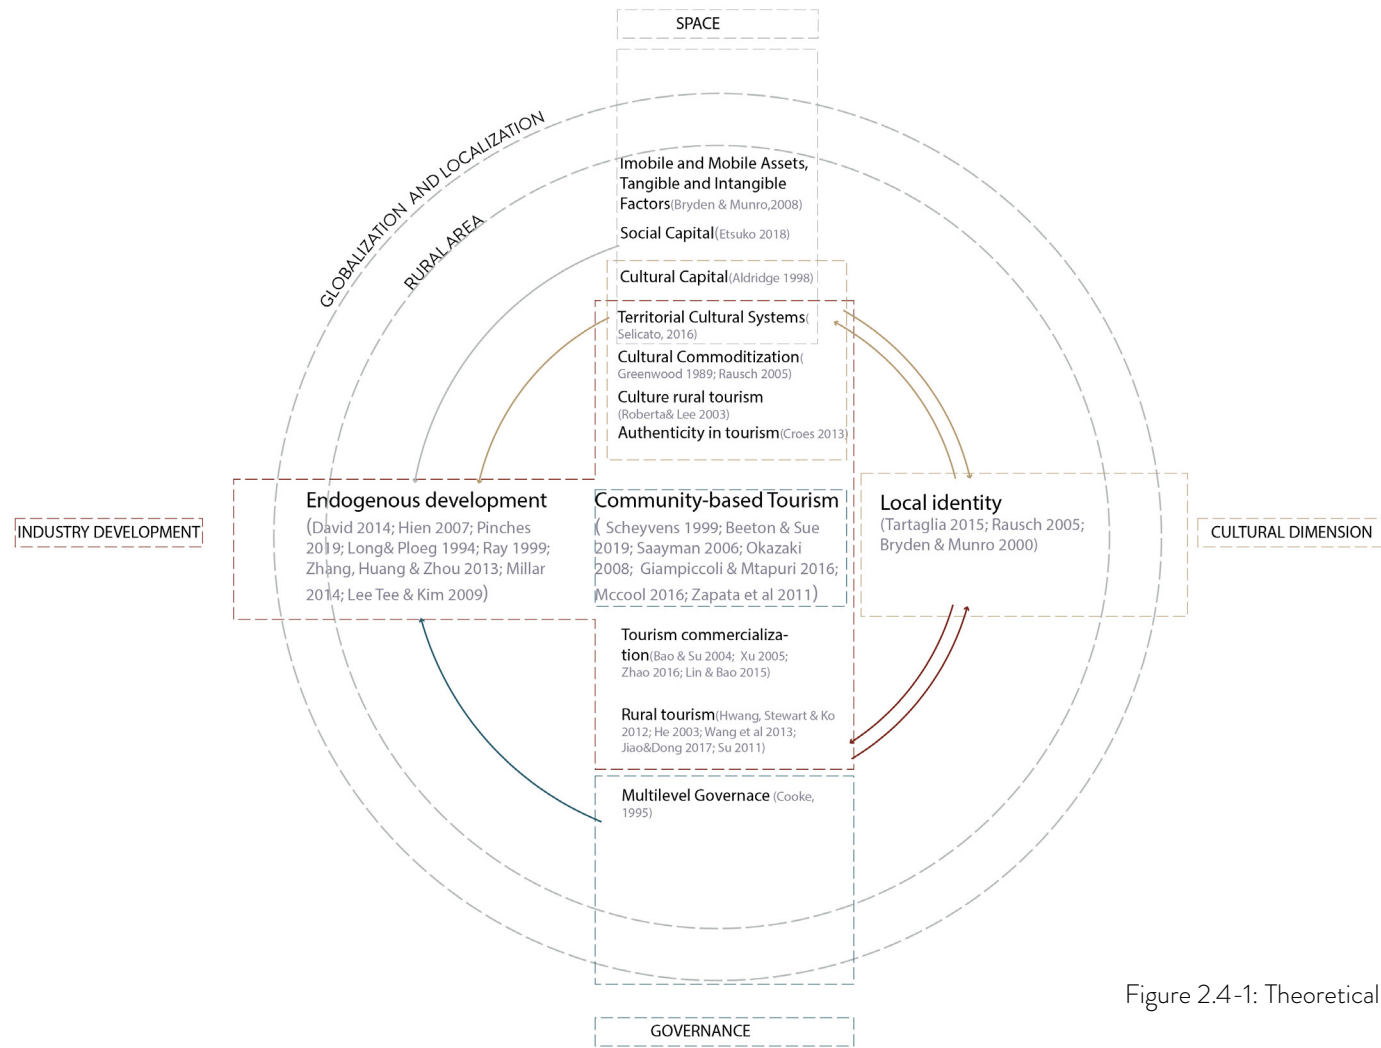 SPACE
GLOBALIZATION AND LOCALIZATION
RURAL AREA
Imobile and Mobile Assets,
Tangible and Intangible
Factors(Bryden & Munro,2008)
Social Capital(Etsuko 2018)
Cultural Capital(Aldridge 1998)
Territorial Cultural Systems(
Selicato, 2016)
Cultural Commoditization(
Greenwood 1989; Rausch 2005)
Culture rural tourism
(Roberta& Lee 2003)
Authenticity in tourism(Croes 2013)
INDUSTRY DEVELOPMENT
Endogenous development
(David 2014; Hien 2007; Pinches
2019; Long& Ploeg 1994; Ray 1999;
Zhang, Huang & Zhou 2013; Millar
2014; Lee Tee & Kim 2009)
Community-based Tourism
( Scheyvens 1999; Beeton & Sue
2019; Saayman 2006; Okazaki
2008; Giampiccoli & Mtapuri 2016;
Mccool 2016; Zapata et al 2011)
Local identity
(Tartaglia 2015; Rausch 2005;
Bryden & Munro 2000)
CULTURAL DIMENSION
Tourism commercializa-
tion(Bao & Su 2004; Xu 2005;
Zhao 2016; Lin & Bao 2015)
Rural tourism(Hwang, Stewart & Ko
2012; He 2003; Wang et al 2013;
Jiao&Dong 2017; Su 2011)
Multilevel Governace (Cooke,
1995)
Figure 2.4-1: Theoretical
GOVERNANCE